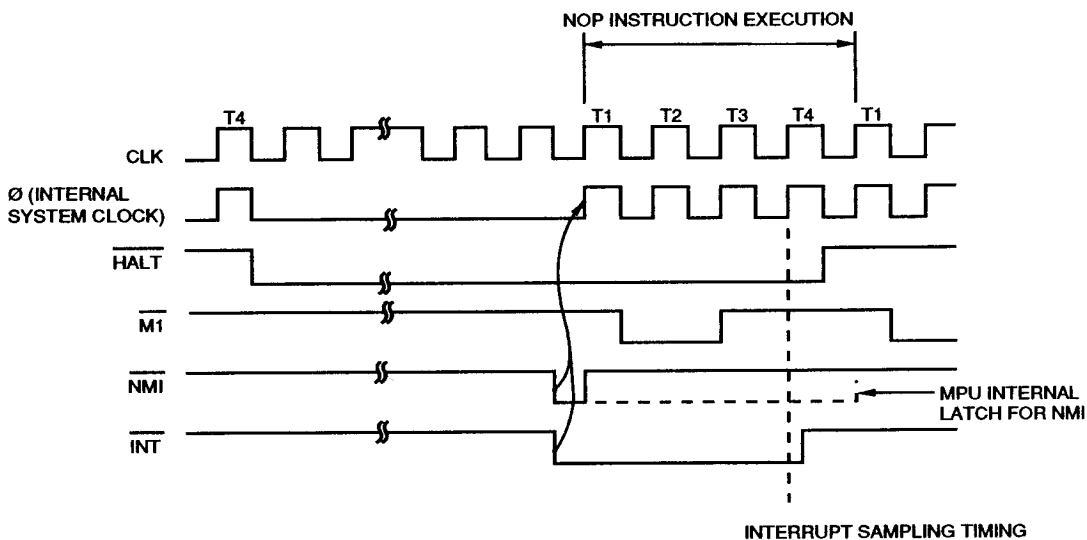 NOP INSTRUCTION EXECUTION
T4 T1 T2 T3 T4 T1
CLK
Ø (INTERNAL
SYSTEM CLOCK)
HALT
M1
NMI
MPU INTERNAL
LATCH FOR NMI
INT
INTERRUPT SAMPLING TIMING